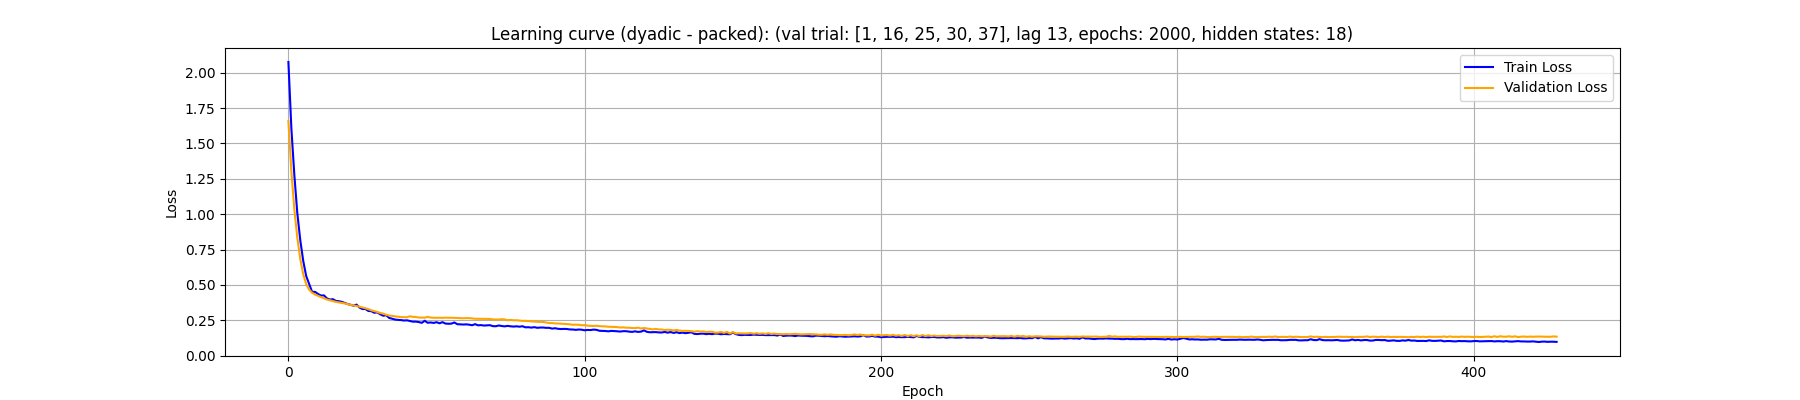 Learning curve (dyadic - packed): (val trial: [1, 16, 25, 30, 37], lag 13, epochs: 2000, hidden states: 18)
Train Loss
Validation Loss
2.00
1.75
1.50
1.25
1.00
0.75
0.50
0.25
0.00
Loss
0
100
200
300
400
Epoch